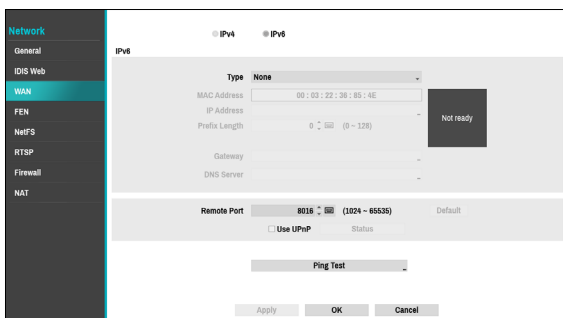 Network
General
IDIS Web
WAN
FEN
NetFS
RTSP
Firewall
NAT
IPv4 IPv6
IPv6
Type None
MAC Address 00 : 03 : 22 : 36 : 85 : 4E
IP Address
Prefix Length 0 (0 ~ 128)
Not ready
Gateway
DNS Server
Remote Port 8016 (1024 ~ 65535) Default
Use UPnP Status
Ping Test
Apply OK Cancel